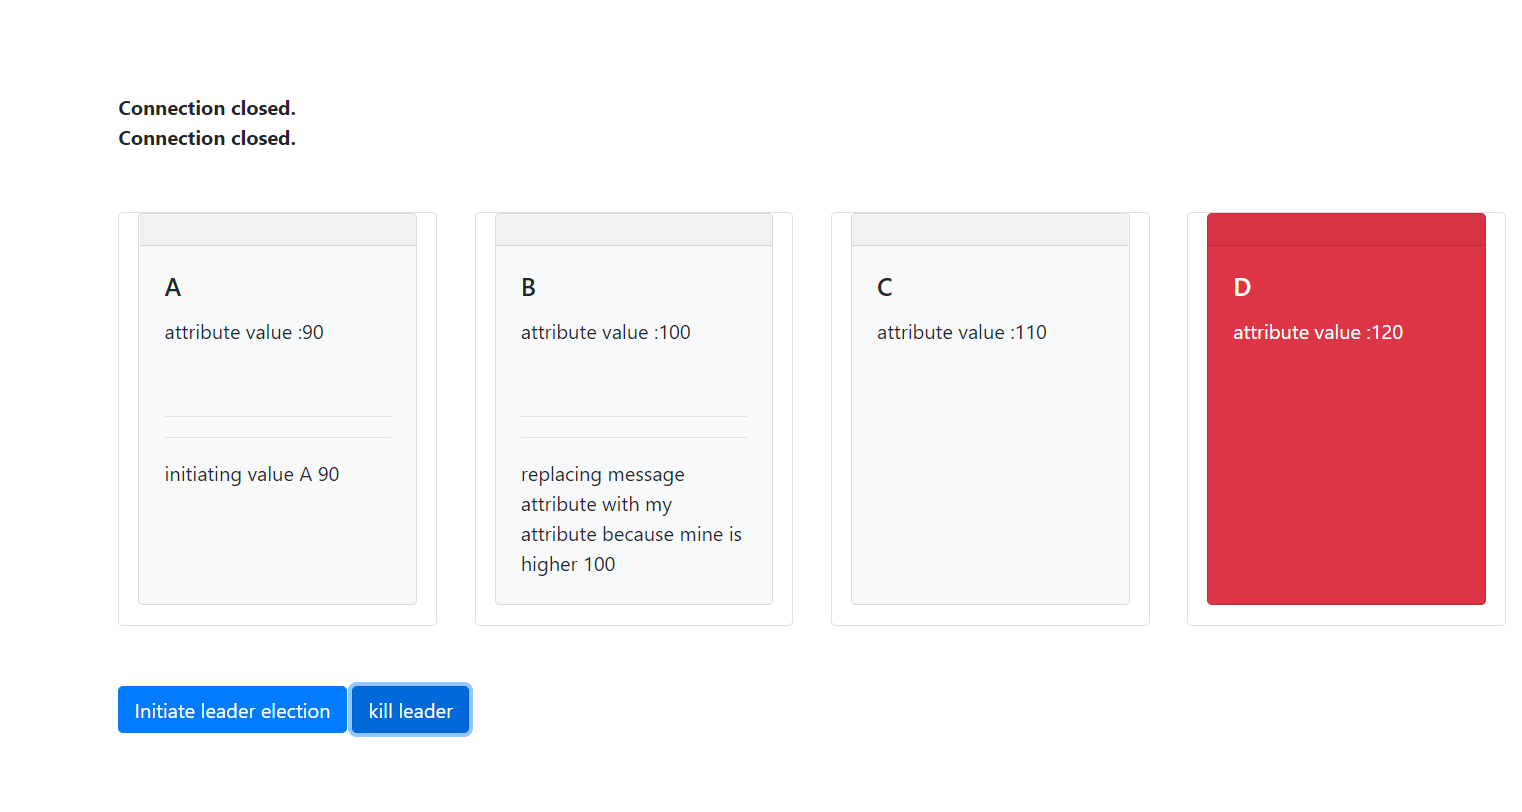 Connection closed.
Connection closed.
A
attribute value :90
initiating value A 90
B
attribute value :100
replacing message
attribute with my
attribute because mine is
higher 100
C
attribute value :110
D
attribute value :120
Initiate leader election
kill leader